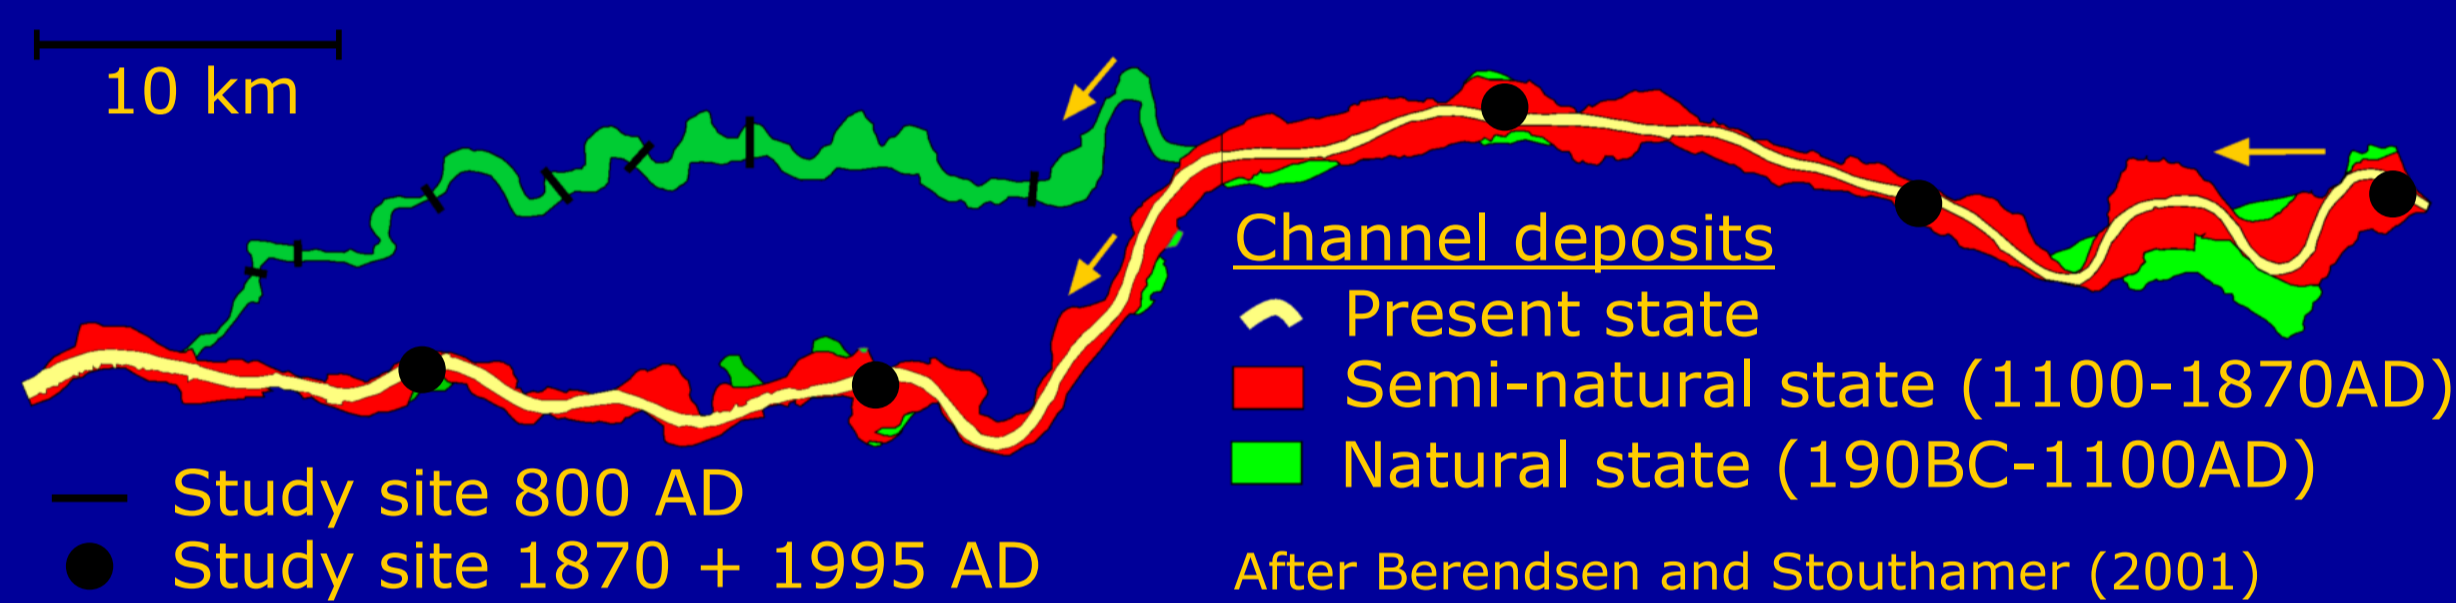 10 km
Channel deposits
Present state
Semi-natural state (1100-1870AD)
Natural state (190BC-1100AD)
Study site 800 AD
Study site 1870 + 1995 AD
After Berendsen and Stouthamer (2001)